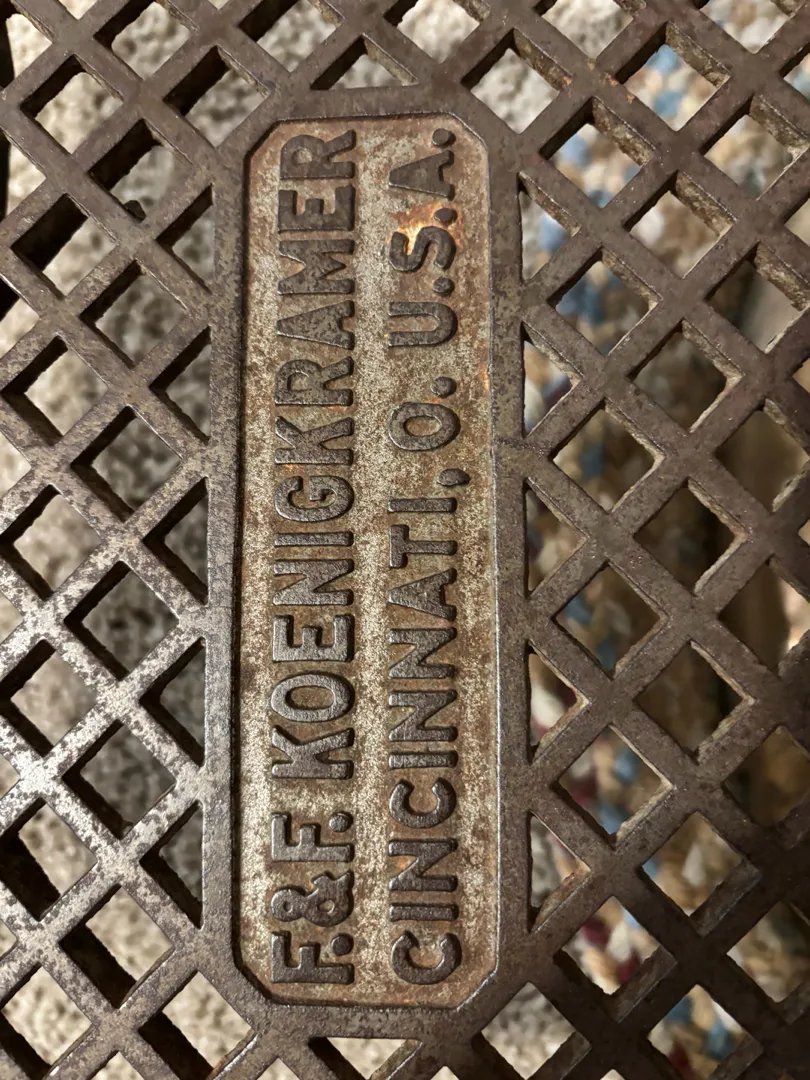 F. & F. KOENIGKRAMER
CINCINNATI, O. U.S.A.